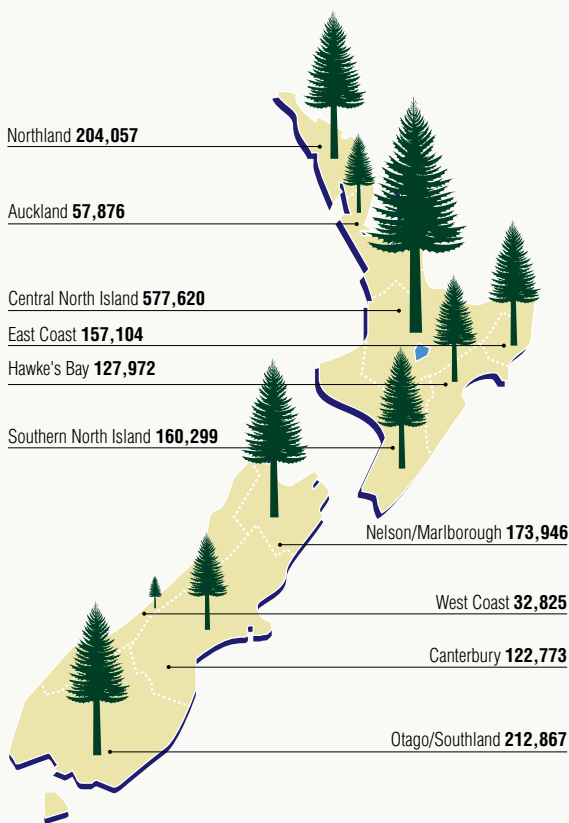 Northland 204,057
Auckland 57,876
Central North Island 577,620
East Coast 157,104
Hawke's Bay 127,972
Southern North Island 160,299
Nelson/Marlborough 173,946
West Coast 32,825
Canterbury 122,773
Otago/Southland 212,867